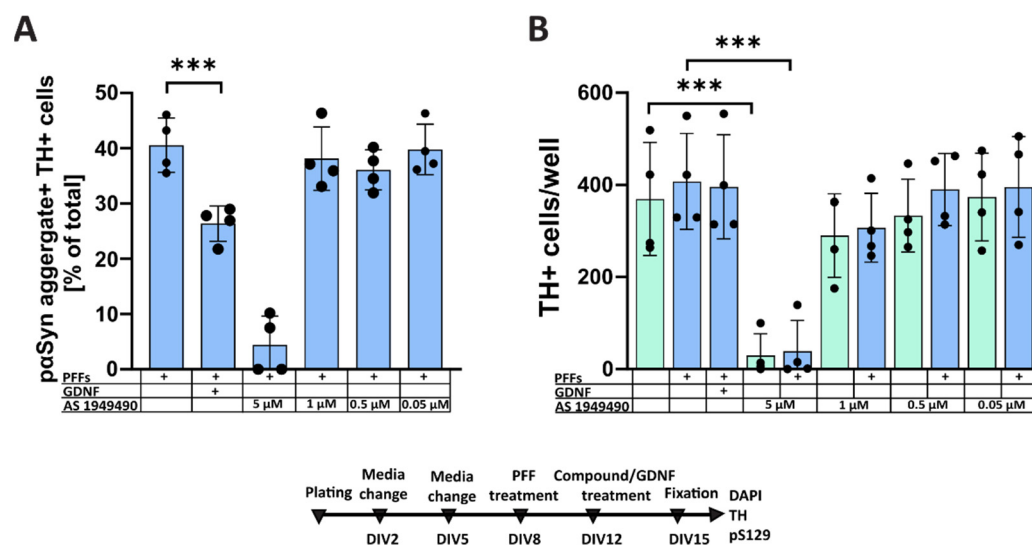 A
***
pαSyn aggergate+ TH+ cells
[% of total]
50
40
30
20
10
0
PFFs + + + + + +
GDNF +
AS 1949490 5 μM 1 μM 0.5 μM 0.05 μM
B
***
***
TH+ cells/well
600
400
200
0
PFFs + + + + + +
GDNF +
AS 1949490 5 μM 1 μM 0.5 μM 0.05 μM
Plating
Media
change
Media
change
PFF
treatment
Compound/GDNF
treatment
Fixation
DIV2
DIV5
DIV8
DIV12
DIV15
DAPI
TH
pS129